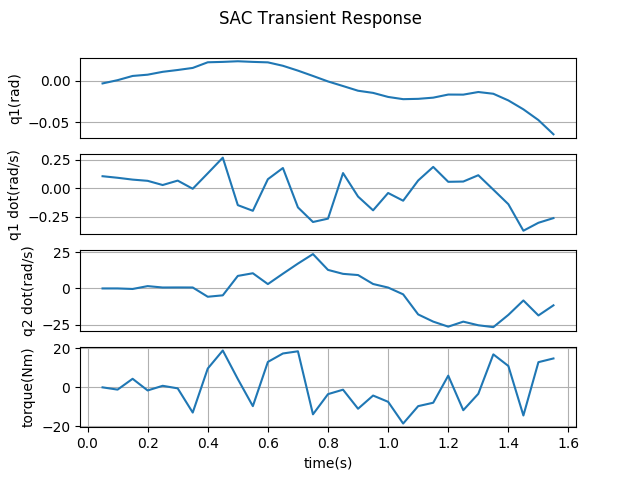 SAC Transient Response
q1(rad)
0.00
−0.05
q1 dot(rad/s)
0.25
0.00
−0.25
q2 dot(rad/s)
25
0
−25
torque(Nm)
20
0
−20
0.0 0.2 0.4 0.6 0.8 1.0 1.2 1.4 1.6
time(s)